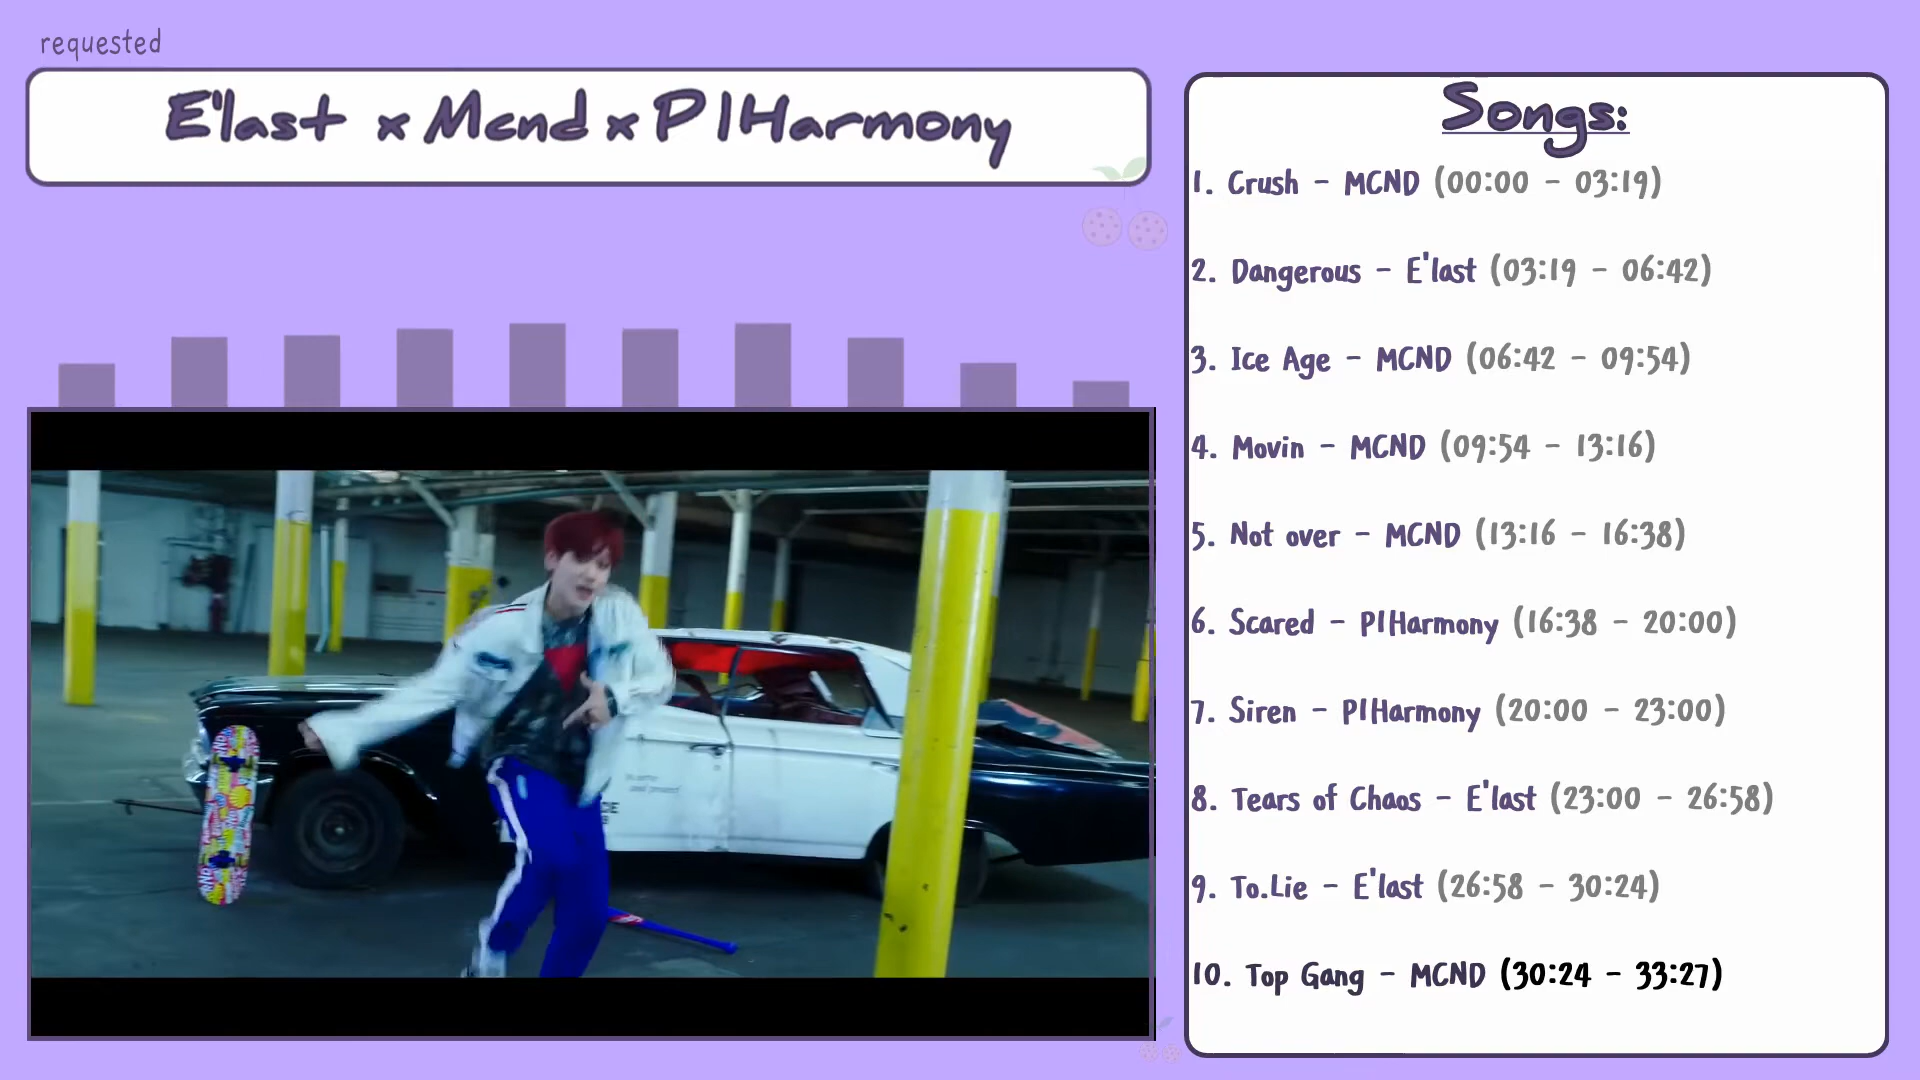 requested
E'last x Mcnd x P1Harmony
Songs:
1. Crush - MCND (00:00 - 03:19)
2. Dangerous - E'last (03:19 - 06:42)
3. Ice Age - MCND (06:42 - 09:54)
4. Movin - MCND (09:54 - 13:16)
5. Not over - MCND (13:16 - 16:38)
6. Scared - P1Harmony (16:38 - 20:00)
7. Siren - P1Harmony (20:00 - 23:00)
8. Tears of Chaos - E'last (23:00 - 26:58)
9. To.Lie - E'last (26:58 - 30:24)
10. Top Gang - MCND (30:24 - 33:27)